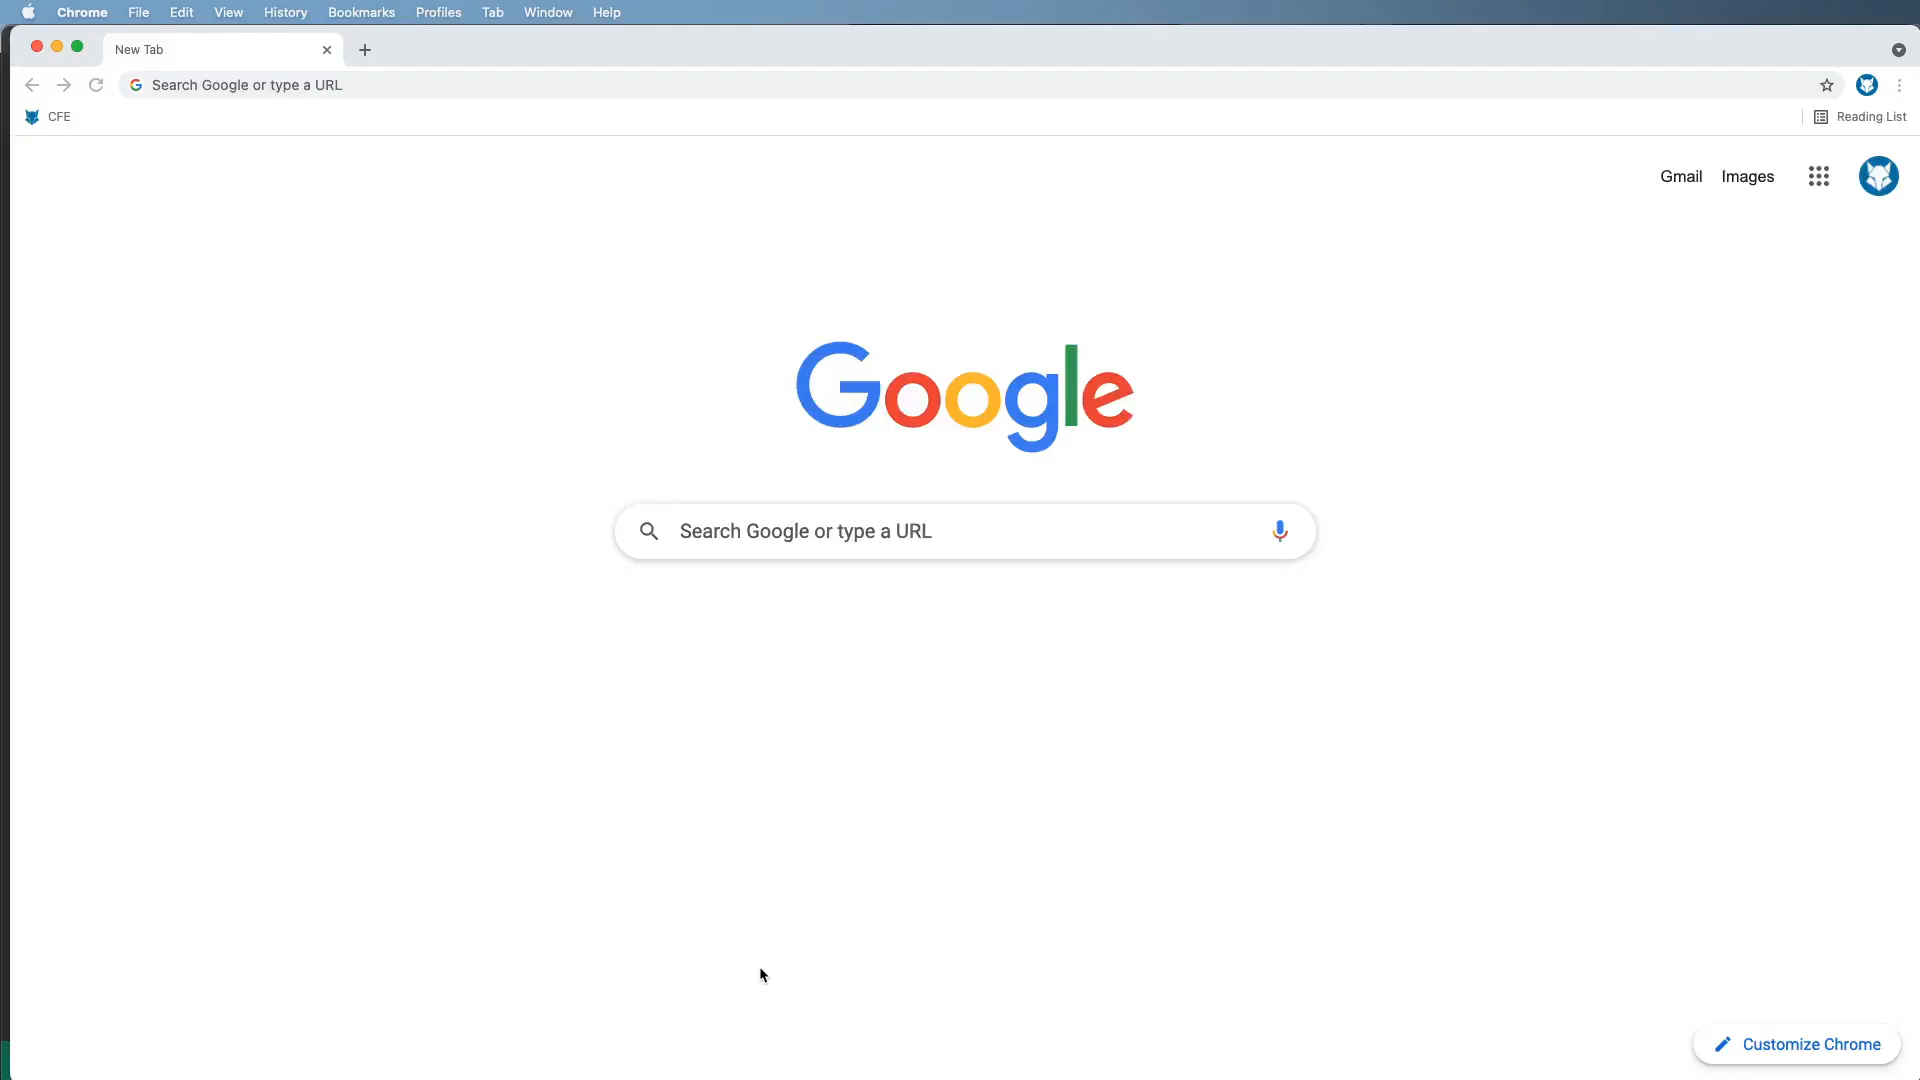 Chrome File Edit View History Bookmarks Profiles Tab Window Help
New Tab
Search Google or type a URL
CFE
Reading List
Gmail Images
Google
Search Google or type a URL
Customize Chrome